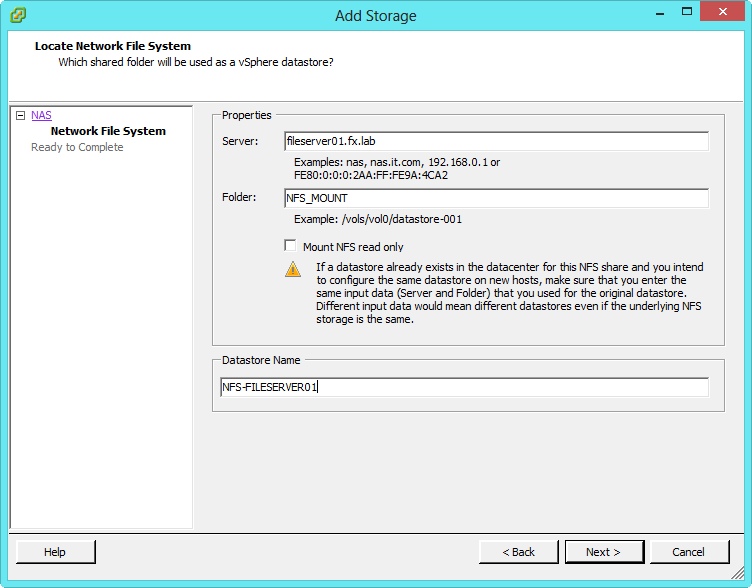 Add Storage
Locate Network File System
Which shared folder will be used as a vSphere datastore?
NAS
Network File System
Ready to Complete
Properties
Server:
fileserver01.fx.lab
Examples: nas, nas.it.com, 192.168.0.1 or
FE80:0:0:0:2AA:FF:FE9A:4CA2
Folder:
NFS_MOUNT
Example: /vols/vol0/datastore-001
Mount NFS read only
If a datastore already exists in the datacenter for this NFS share and you intend
to configure the same datastore on new hosts, make sure that you enter the
same input data (Server and Folder) that you used for the original datastore.
Different input data would mean different datastores even if the underlying NFS
storage is the same.
Datastore Name
NFS-FILESERVER01
Help
< Back
Next >
Cancel